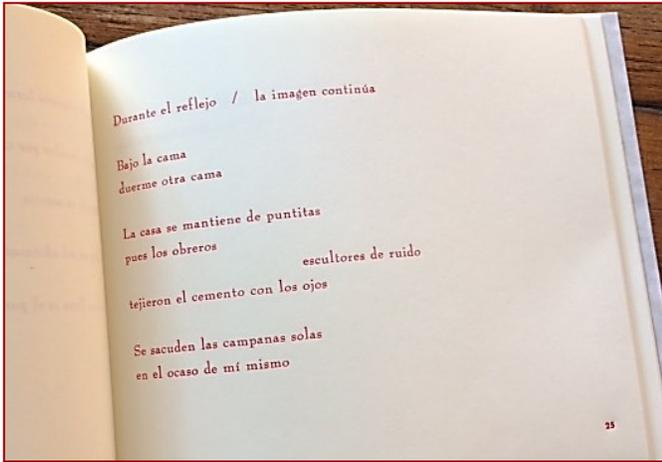 Durante el reflejo / la imagen continúa
Bajo la cama
duerme otra cama
La casa se mantiene de puntitas
pues los obreros
escultores de ruido
tejieron el cemento con los ojos
Se sacuden las campanas solas
en el ocaso de mí mismo
25